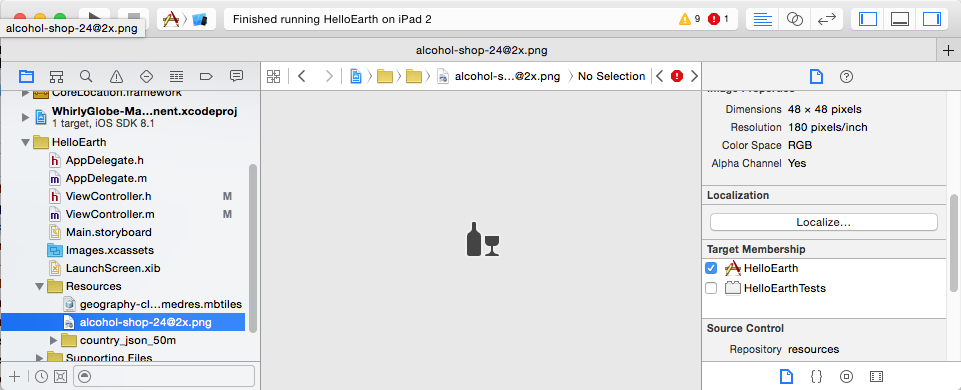 Finished running HelloEarth on iPad 2
9
1
alcohol-shop-24@2x.png
alcohol-shop-24@2x.png
alcohol-s...@2x.png
No Selection
CoreLocation.framework
WhirlyGlobe-Ma...nent.xcodeproj
1 target, iOS SDK 8.1
HelloEarth
AppDelegate.h
AppDelegate.m
ViewController.h M
ViewController.m M
Main.storyboard
Images.xcassets
LaunchScreen.xib
Resources
geography-cl...medres.mbtiles
alcohol-shop-24@2x.png
country_json_50m
Supporting Files
Image Properties
Dimensions 48 × 48 pixels
Resolution 180 pixels/inch
Color Space RGB
Alpha Channel Yes
Localization
Localize...
Target Membership
HelloEarth
HelloEarthTests
Source Control
Repository resources